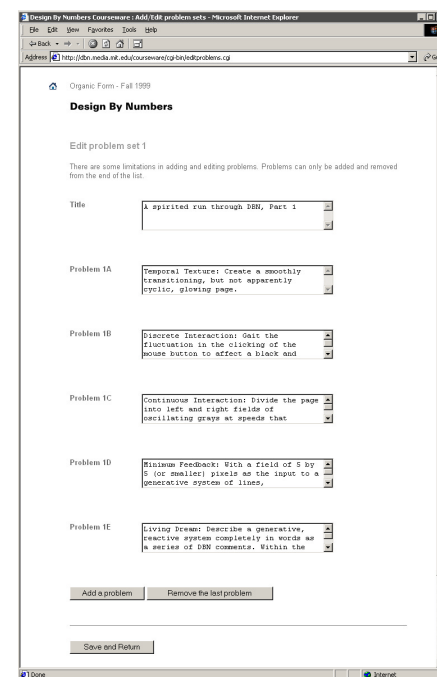 Design By Numbers Courseware : Add/Edit problem sets - Microsoft Internet Explorer
File Edit View Favorites Tools Help
Back
Address http://dbn.media.mit.edu/courseware/cgi-bin/editproblems.cgi
Organic Form - Fall 1999
Design By Numbers
Edit problem set 1
There are some limitations in adding and editing problems. Problems can only be added and removed
from the end of the list.
Title
A spirited run through DBN, Part 1
Problem 1A
Temporal Texture: Create a smoothly
transitioning, but not apparently
cyclic, glowing page.
Problem 1B
Discrete Interaction: Gait the
fluctuation in the clicking of the
mouse button to affect a black and
Problem 1C
Continuous Interaction: Divide the page
into left and right fields of
oscillating grays at speeds that
Problem 1D
Minimum Feedback: With a field of 5 by
5 (or smaller) pixels as the input to a
generative system of lines,
Problem 1E
Living Dream: Describe a generative,
reactive system completely in words as
a series of DBN comments. Within the
Add a problem Remove the last problem
Save and Return
Done Internet